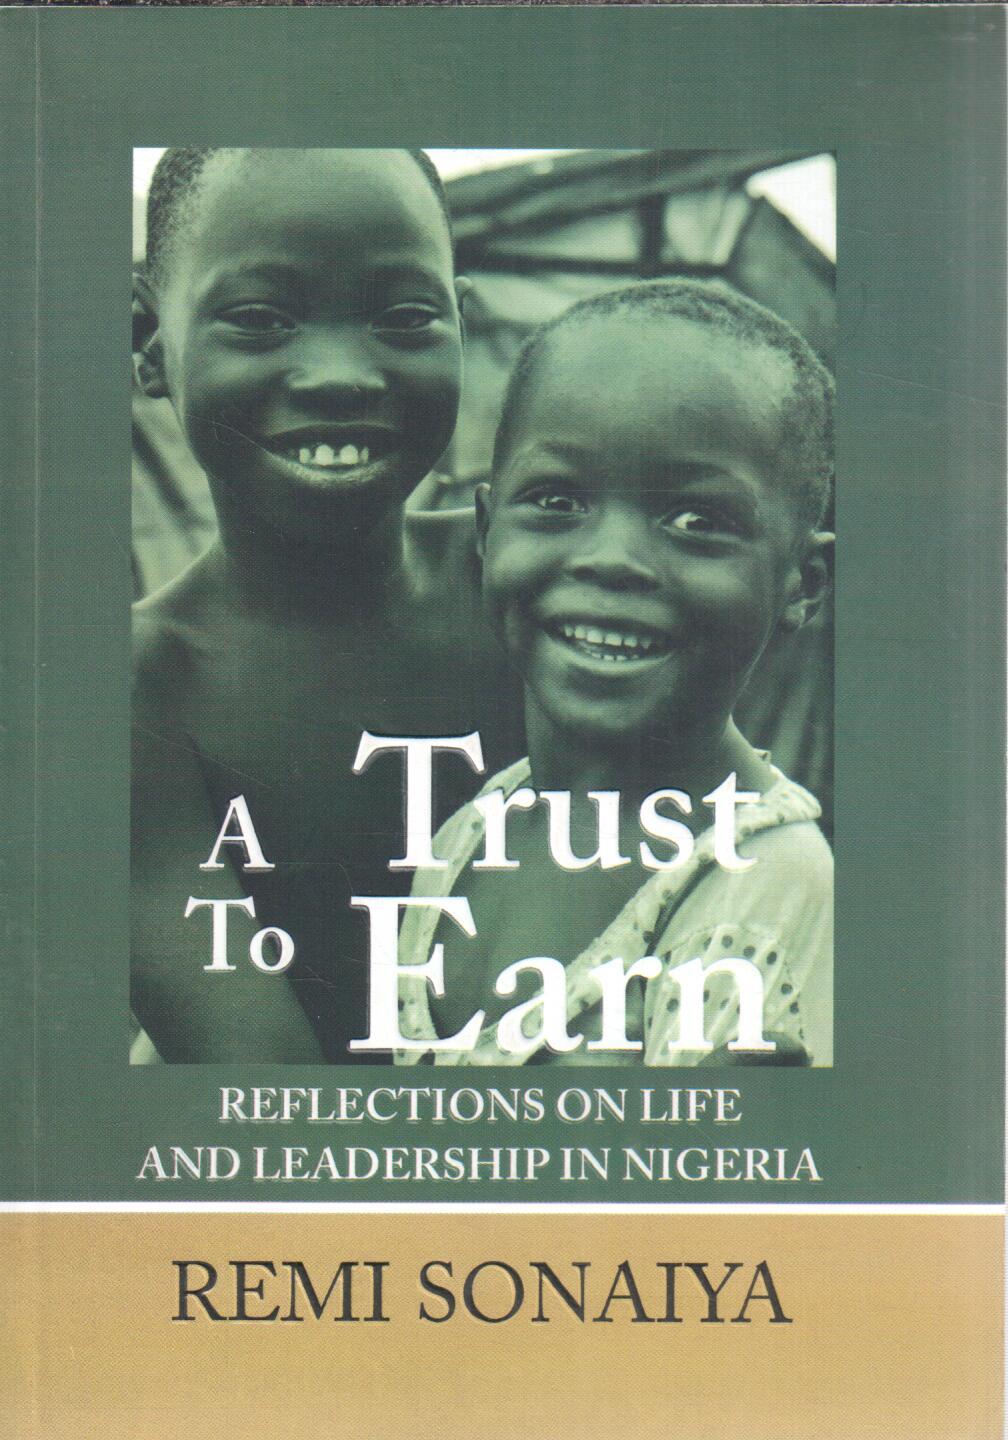 A Trust
To Earn
REFLECTIONS ON LIFE
AND LEADERSHIP IN NIGERIA
REMI SONAIYA